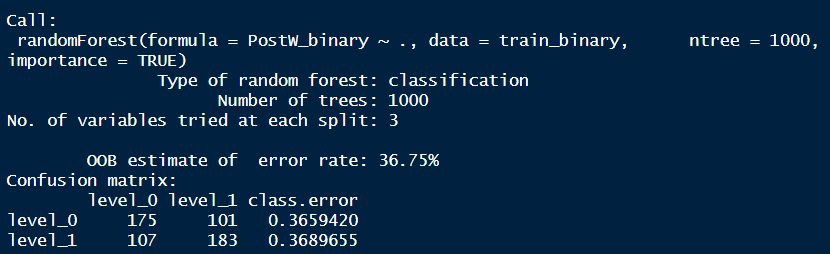 Call:
 randomForest(formula = PostW_binary ~ ., data = train_binary,      ntree = 1000,
importance = TRUE)
               Type of random forest: classification
                     Number of trees: 1000
No. of variables tried at each split: 3

        OOB estimate of  error rate: 36.75%
Confusion matrix:
        level_0 level_1 class.error
level_0     175     101   0.3659420
level_1     107     183   0.3689655